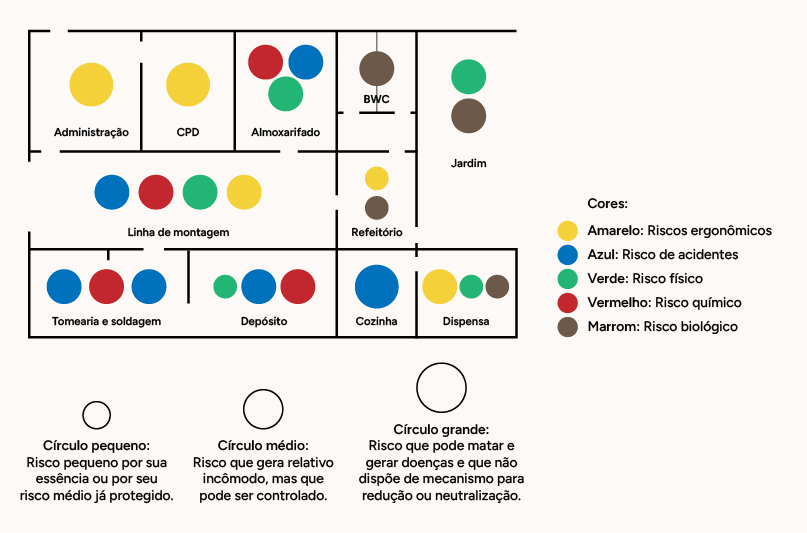 BWC
Administração
CPD
Almoxarifado
Jardim
Linha de montagem
Refeitório
Tornearia e soldagem
Depósito
Cozinha
Dispensa
Cores:
Amarelo: Riscos ergonômicos
Azul: Risco de acidentes
Verde: Risco físico
Vermelho: Risco químico
Marrom: Risco biológico
Círculo pequeno:
Risco pequeno por sua
essência ou por seu
risco médio já protegido.
Círculo médio:
Risco que gera relativo
incômodo, mas que
pode ser controlado.
Círculo grande:
Risco que pode matar e
gerar doenças e que não
dispõe de mecanismo para
redução ou neutralização.